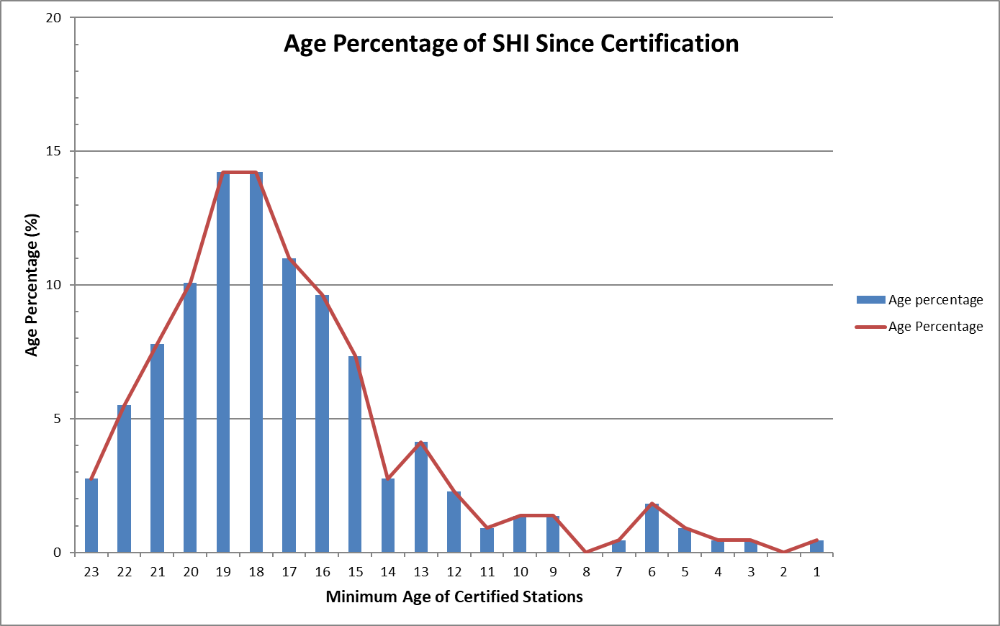 Age Percentage of SHI Since Certification
20
15
10
5
0
Age Percentage (%)
23 22 21 20 19 18 17 16 15 14 13 12 11 10 9 8 7 6 5 4 3 2 1
Minimum Age of Certified Stations
Age percentage
Age Percentage